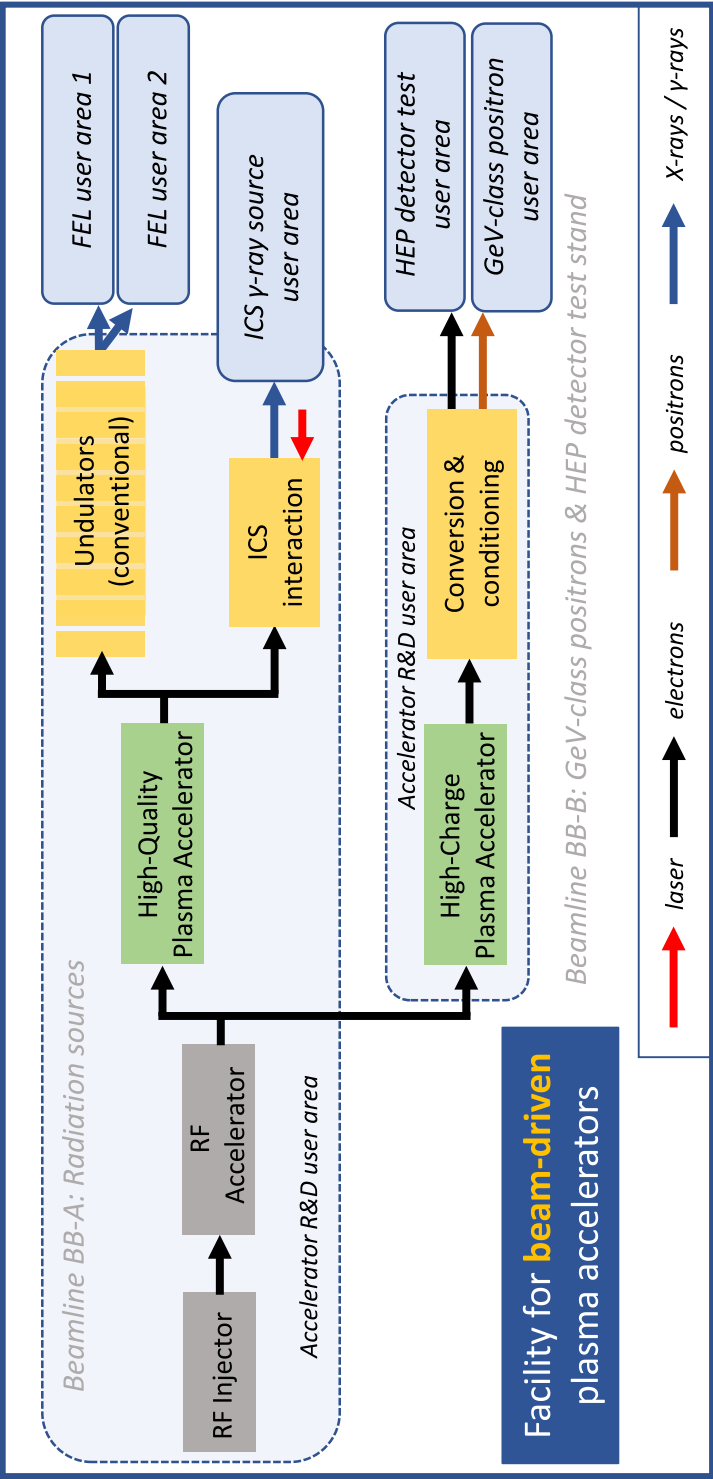 Beamline BB-A: Radiation sources
RF Injector
RF
Accelerator
Accelerator R&D user area
High-Quality
Plasma Accelerator
Undulators
(conventional)
ICS
interaction
FEL user area 1
FEL user area 2
ICS γ-ray source
user area
Accelerator R&D user area
High-Charge
Plasma Accelerator
Conversion &
conditioning
HEP detector test
user area
GeV-class positron
user area
Beamline BB-B: GeV-class positrons & HEP detector test stand
Facility for beam-driven
plasma accelerators
laser
electrons
positrons
X-rays / γ-rays